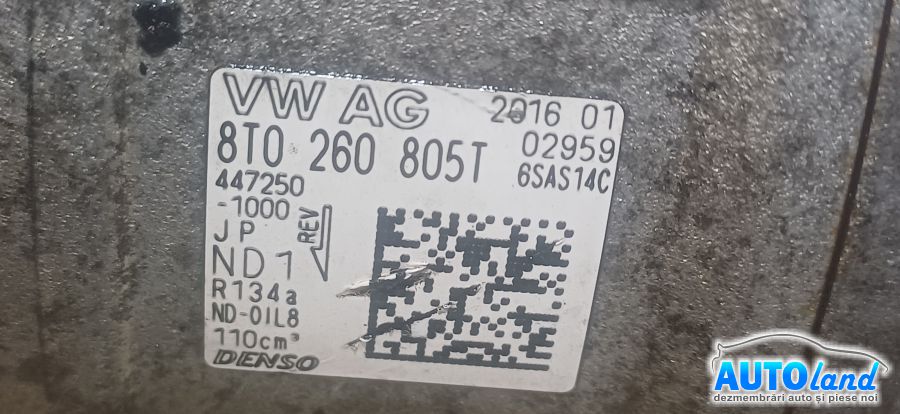 VW AG 2016 01
8T0 260 805T 02959
6SAS14C
447250
-1000
REV
JP
ND1
R134a
ND-OIL8
110cm³
DENSO
AUTOland
dezmembrări auto și piese noi